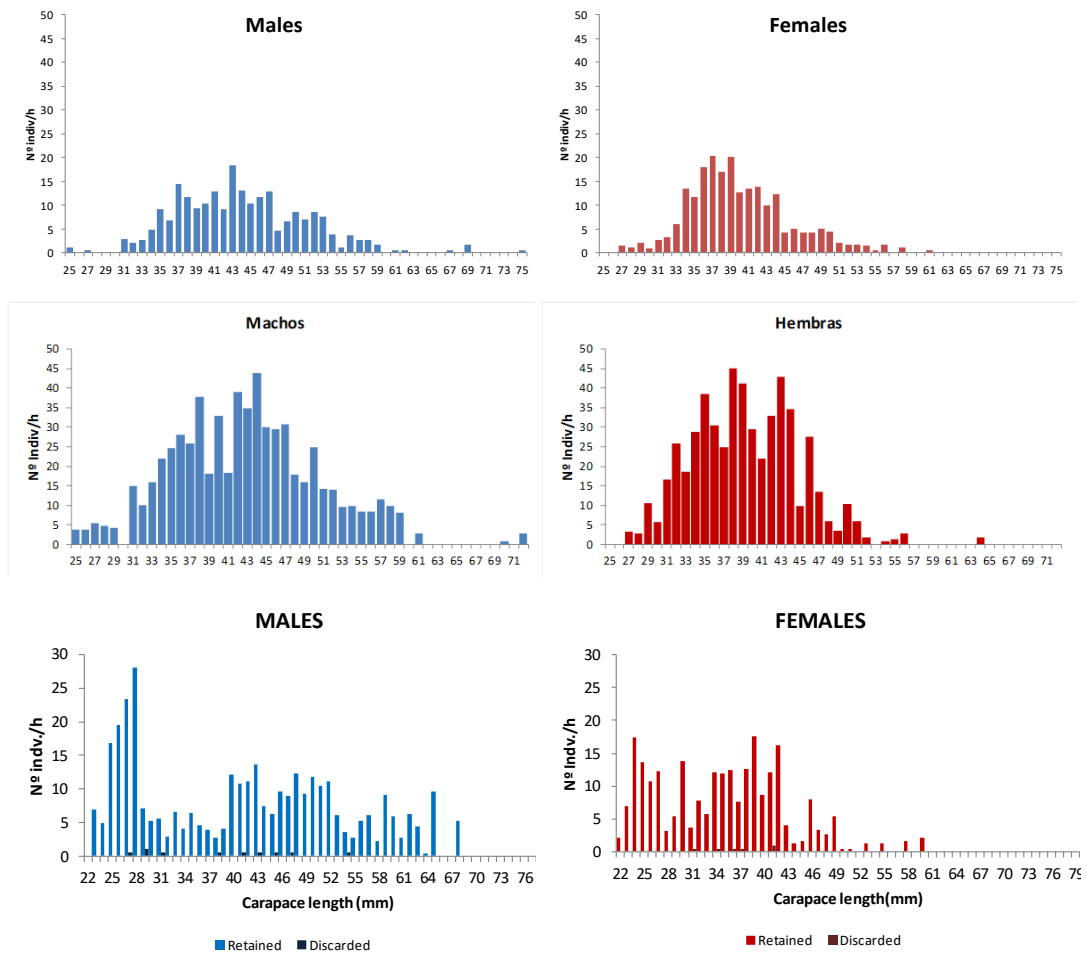 Males
50
45
40
35
30
25
20
15
10
5
0
Nº indiv/h
25 27 29 31 33 35 37 39 41 43 45 47 49 51 53 55 57 59 61 63 65 67 69 71 73 75
Females
50
45
40
35
30
25
20
15
10
5
0
Nº indiv/h
25 27 29 31 33 35 37 39 41 43 45 47 49 51 53 55 57 59 61 63 65 67 69 71 73 75
Machos
50
45
40
35
30
25
20
15
10
5
0
Nº Indiv/h
25 27 29 31 33 35 37 39 41 43 45 47 49 51 53 55 57 59 61 63 65 67 69 71
Hembras
50
45
40
35
30
25
20
15
10
5
0
Nº Indiv/h
25 27 29 31 33 35 37 39 41 43 45 47 49 51 53 55 57 59 61 63 65 67 69 71
MALES
30
25
20
15
10
5
0
Nº indv./h
22 25 28 31 34 37 40 43 46 49 52 55 58 61 64 67 70 73 76
Carapace length(mm)
Retained Discarded
FEMALES
30
25
20
15
10
5
0
Nº Indv./h
22 25 28 31 34 37 40 43 46 49 52 55 58 61 64 67 70 73 76 79
Carapace length (mm)
Retained Discarded